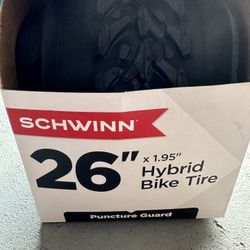 SCHWINN
26" x 1.95"
Hybrid
Bike Tire
Puncture Guard